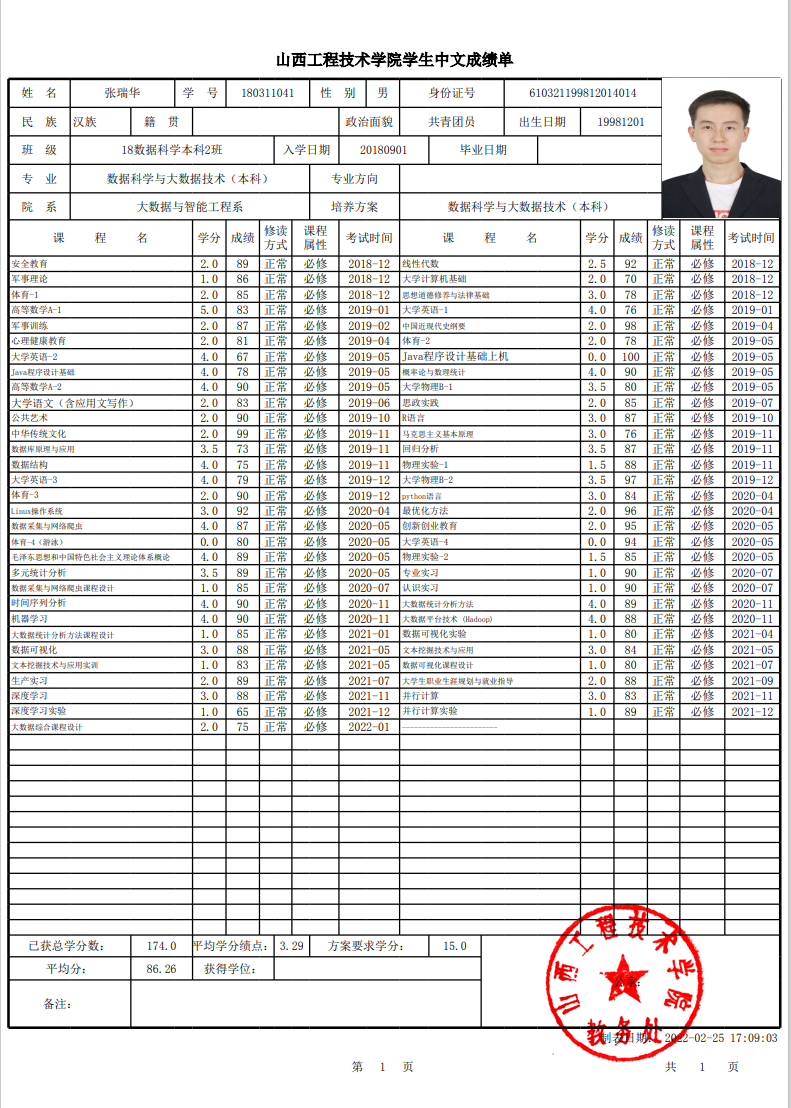 山西工程技术学院学生中文成绩单
姓 名 张瑞华 学 号 180311041 性 别 男 身份证号 610321199812014014
民 族 汉族 籍 贯 政治面貌 共青团员 出生日期 19981201
班 级 18数据科学本科2班 入学日期 20180901 毕业日期
专 业 数据科学与大数据技术（本科） 专业方向
院 系 大数据与智能工程系 培养方案 数据科学与大数据技术（本科）
课 程 名 学分 成绩 修读方式 课程属性 考试时间 课 程 名 学分 成绩 修读方式 课程属性 考试时间
安全教育 2.0 89 正常 必修 2018-12 线性代数 2.5 92 正常 必修 2018-12
军事理论 1.0 86 正常 必修 2018-12 大学计算机基础 2.0 70 正常 必修 2018-12
体育-1 2.0 85 正常 必修 2018-12 思想道德修养与法律基础 3.0 78 正常 必修 2018-12
高等数学A-1 5.0 83 正常 必修 2019-01 大学英语-1 4.0 76 正常 必修 2019-01
军事训练 2.0 87 正常 必修 2019-02 中国近现代史纲要 2.0 98 正常 必修 2019-04
心理健康教育 2.0 81 正常 必修 2019-04 体育-2 2.0 78 正常 必修 2019-05
大学英语-2 4.0 67 正常 必修 2019-05 Java程序设计基础上机 0.0 100 正常 必修 2019-05
Java程序设计基础 4.0 78 正常 必修 2019-05 概率论与数理统计 4.0 90 正常 必修 2019-05
高等数学A-2 4.0 90 正常 必修 2019-05 大学物理B-1 3.5 80 正常 必修 2019-05
大学语文（含应用文写作） 2.0 83 正常 必修 2019-06 思政实践 2.0 85 正常 必修 2019-07
公共艺术 2.0 90 正常 必修 2019-10 R语言 3.0 87 正常 必修 2019-10
中华传统文化 2.0 99 正常 必修 2019-11 马克思主义基本原理 3.0 76 正常 必修 2019-11
数据库原理与应用 3.5 73 正常 必修 2019-11 回归分析 3.5 87 正常 必修 2019-11
数据结构 4.0 75 正常 必修 2019-11 物理实验-1 1.5 88 正常 必修 2019-11
大学英语-3 4.0 79 正常 必修 2019-12 大学物理B-2 3.5 97 正常 必修 2019-12
体育-3 2.0 90 正常 必修 2019-12 python语言 3.0 84 正常 必修 2020-04
Linux操作系统 3.0 92 正常 必修 2020-04 最优化方法 2.0 96 正常 必修 2020-04
数据采集与网络爬虫 4.0 87 正常 必修 2020-05 创新创业教育 2.0 95 正常 必修 2020-05
体育-4（游泳） 0.0 80 正常 必修 2020-05 大学英语-4 0.0 94 正常 必修 2020-05
毛泽东思想和中国特色社会主义理论体系概论 4.0 89 正常 必修 2020-05 物理实验-2 1.5 85 正常 必修 2020-05
多元统计分析 3.5 89 正常 必修 2020-05 专业实习 1.0 90 正常 必修 2020-07
数据采集与网络爬虫课程设计 1.0 85 正常 必修 2020-07 认识实习 1.0 90 正常 必修 2020-07
时间序列分析 4.0 90 正常 必修 2020-11 大数据统计分析方法 4.0 89 正常 必修 2020-11
机器学习 4.0 90 正常 必修 2020-11 大数据平台技术（Hadoop） 4.0 88 正常 必修 2020-11
大数据统计分析方法课程设计 1.0 85 正常 必修 2021-01 数据可视化实验 1.0 80 正常 必修 2021-04
数据可视化 3.0 88 正常 必修 2021-05 文本挖掘技术与应用 3.0 84 正常 必修 2021-05
文本挖掘技术与应用实训 1.0 83 正常 必修 2021-05 数据可视化课程设计 1.0 80 正常 必修 2021-07
生产实习 2.0 89 正常 必修 2021-07 大学生职业生涯规划与就业指导 2.0 88 正常 必修 2021-09
深度学习 3.0 88 正常 必修 2021-11 并行计算 3.0 83 正常 必修 2021-11
深度学习实验 1.0 65 正常 必修 2021-12 并行计算实验 1.0 89 正常 必修 2021-12
大数据综合课程设计 2.0 75 正常 必修 2022-01 ------------------------
已获总学分数： 174.0 平均学分绩点： 3.29 方案要求学分： 15.0
平均分： 86.26 获得学位：
备注：
山西工程技术学院
公章：
教务处
制表日期： 2022-02-25 17:09:03
第 1 页 共 1 页